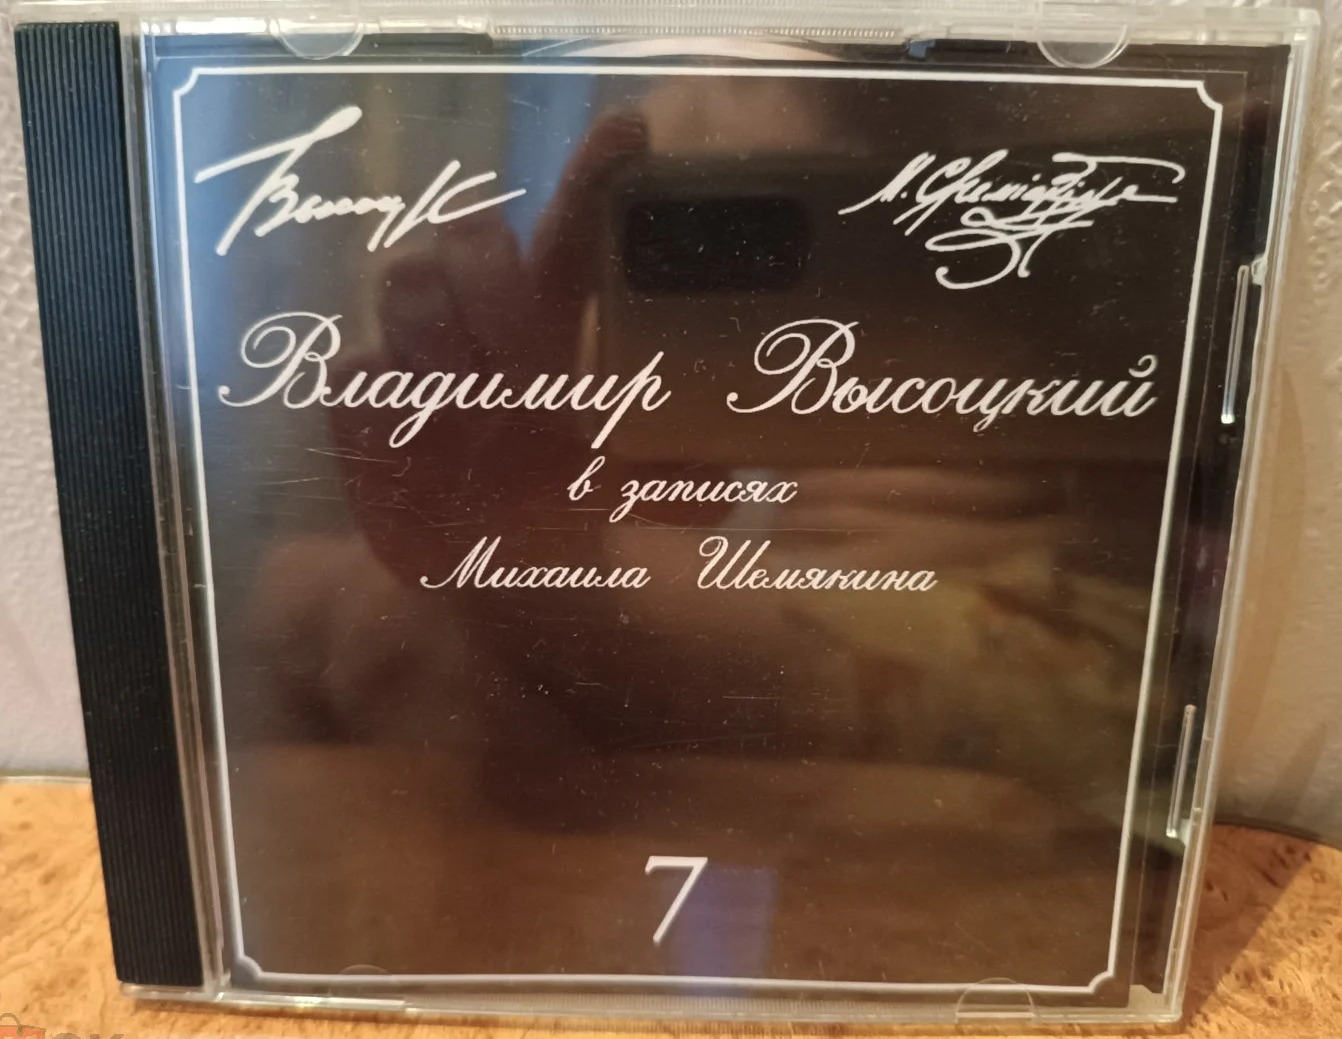 Владимир Высоцкий
в записях
Михаила Шемякина
7